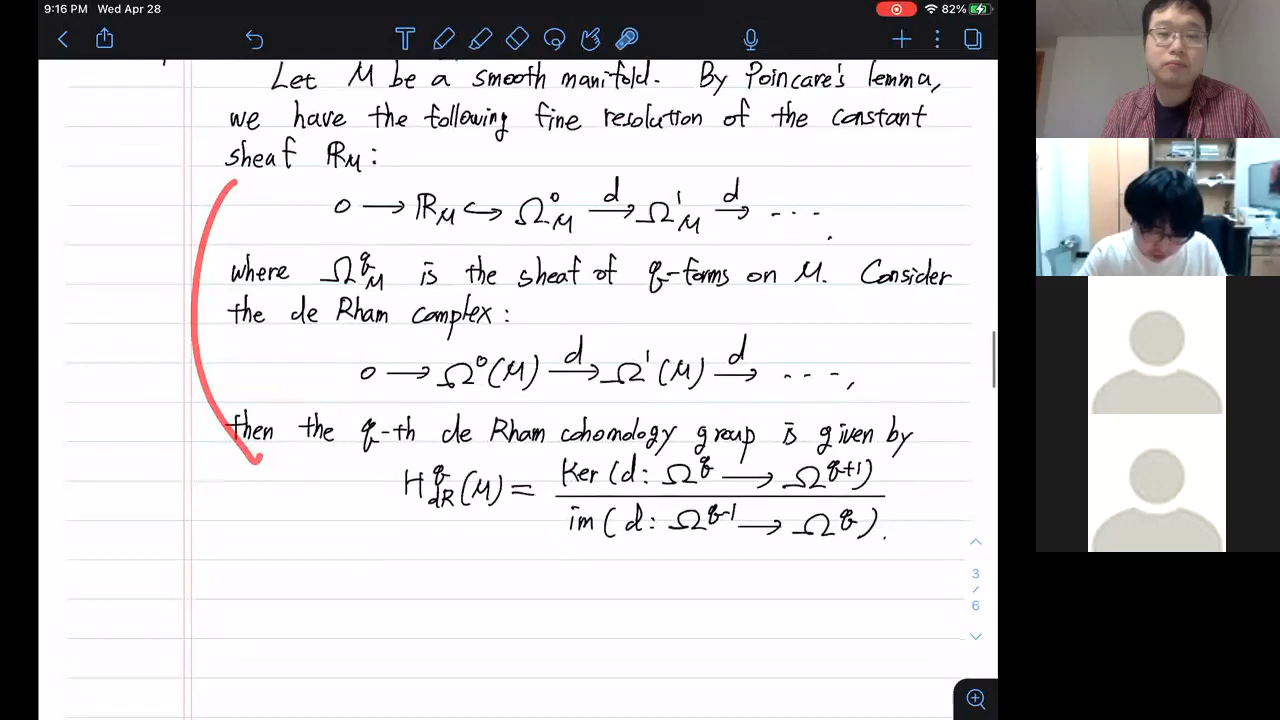 9:16 PM Wed Apr 28
82%
Let M be a smooth manifold. By Poincare's lemma,
we have the following fine resolution of the constant
sheaf ℝ_M :
0 ⟶ ℝ_M ↪ Ω^0_M —d→ Ω^1_M —d→ ··· .
where Ω^q_M is the sheaf of q-forms on M. Consider
the de Rham complex :
0 ⟶ Ω^0(M) —d→ Ω^1(M) —d→ ··· ,
then the q-th de Rham cohomology group is given by
H^q_dR(M) = Ker(d: Ω^q ⟶ Ω^{q+1}) / im(d: Ω^{q-1} ⟶ Ω^q).
3
/
6